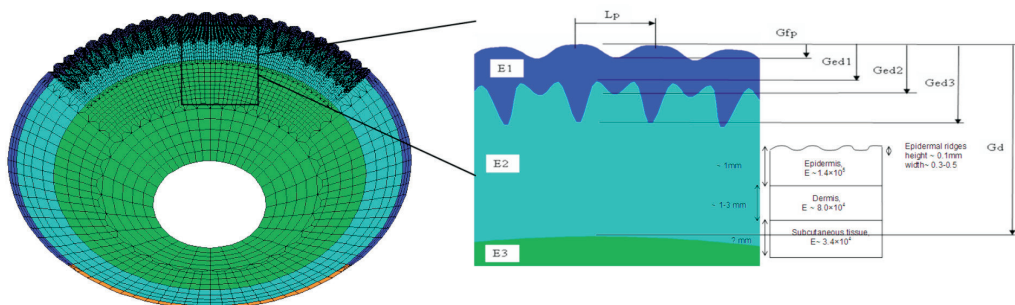 Lp
Gfp
Ged1
Ged2
Ged3
Gd
E1
E2
E3
~ 1mm
~ 1-3 mm
? mm
Epidermis,
E ~ 1.4×10⁵
Dermis,
E ~ 8.0×10⁴
Subcutaneous tissue,
E~ 3.4×10⁴
Epidermal ridges
height ~ 0.1mm
width~ 0.3-0.5